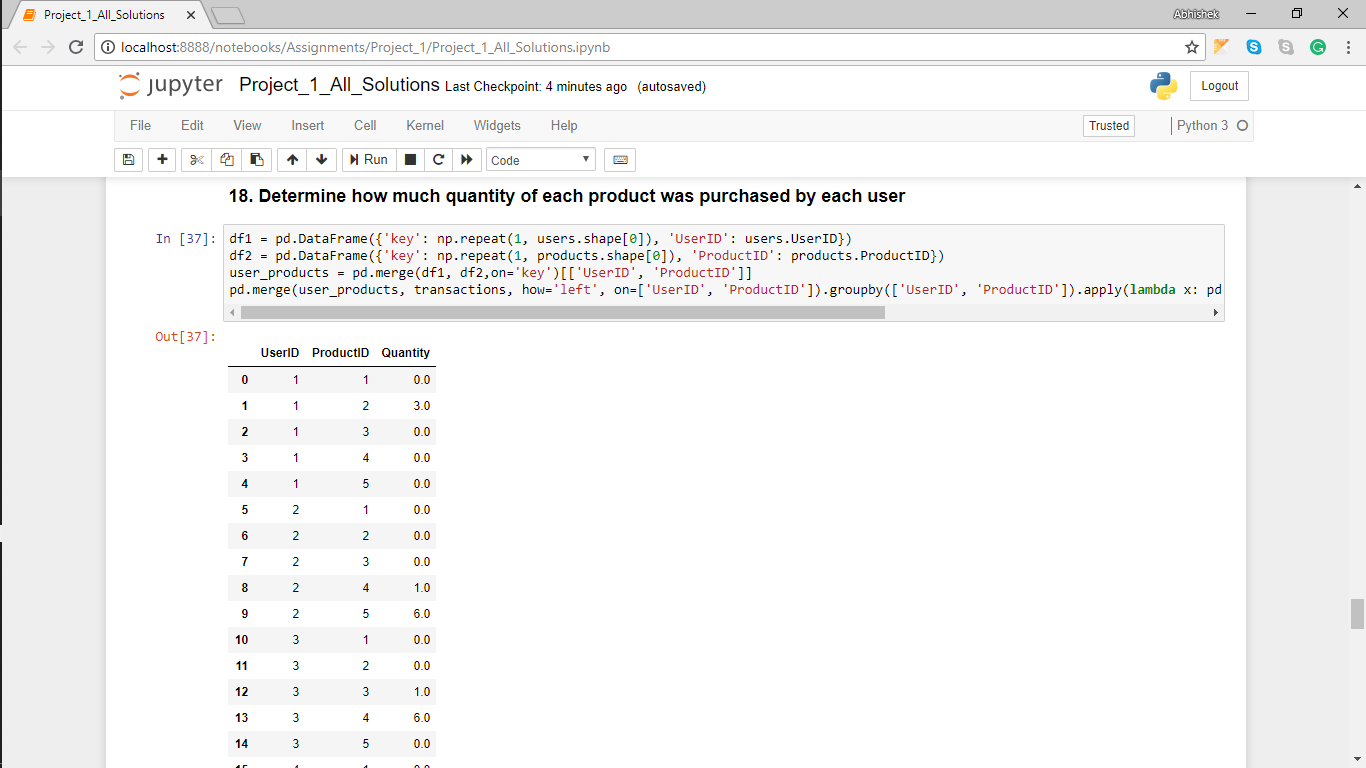 Project_1_All_Solutions
Abhishek
localhost:8888/notebooks/Assignments/Project_1/Project_1_All_Solutions.ipynb
jupyter Project_1_All_Solutions Last Checkpoint: 4 minutes ago (autosaved)
Logout
File Edit View Insert Cell Kernel Widgets Help
Trusted Python 3
Run Code
18. Determine how much quantity of each product was purchased by each user
In [37]: df1 = pd.DataFrame({'key': np.repeat(1, users.shape[0]), 'UserID': users.UserID})
df2 = pd.DataFrame({'key': np.repeat(1, products.shape[0]), 'ProductID': products.ProductID})
user_products = pd.merge(df1, df2,on='key')[['UserID', 'ProductID']]
pd.merge(user_products, transactions, how='left', on=['UserID', 'ProductID']).groupby(['UserID', 'ProductID']).apply(lambda x: pd
Out[37]:
UserID ProductID Quantity
0 1 1 0.0
1 1 2 3.0
2 1 3 0.0
3 1 4 0.0
4 1 5 0.0
5 2 1 0.0
6 2 2 0.0
7 2 3 0.0
8 2 4 1.0
9 2 5 6.0
10 3 1 0.0
11 3 2 0.0
12 3 3 1.0
13 3 4 6.0
14 3 5 0.0